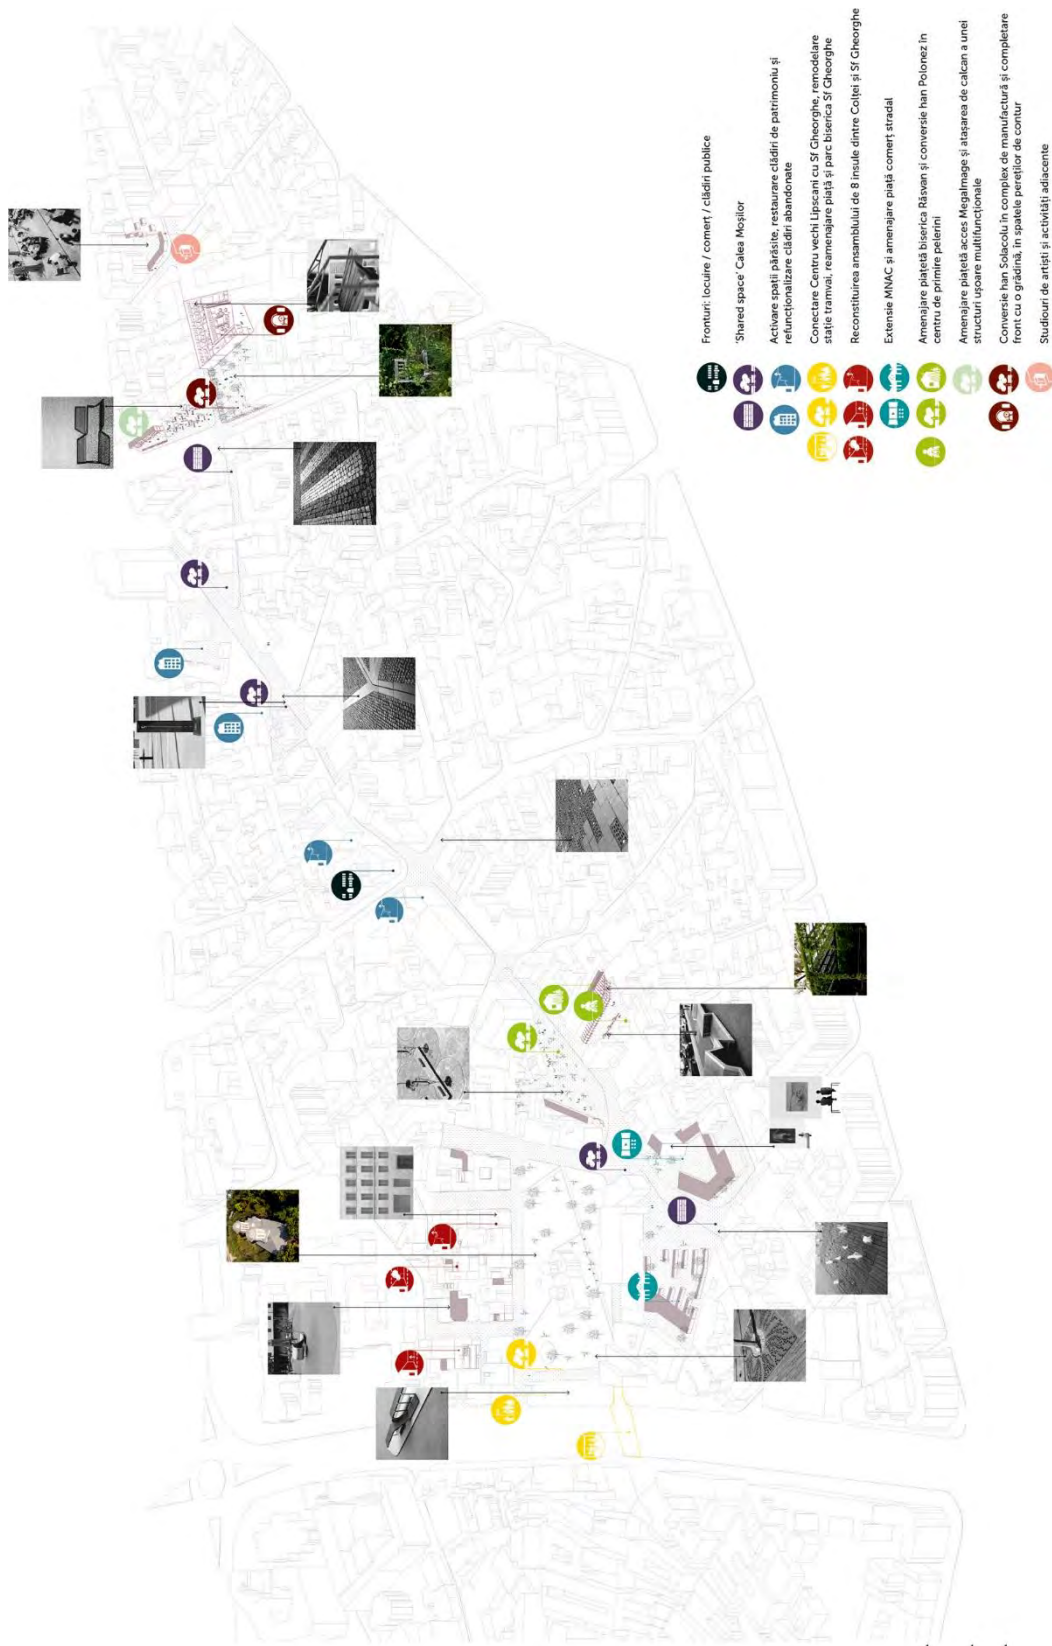 Fronturi: locuire / comerț / clădiri publice
'Shared space' Calea Moșilor
Activare spații părăsite, restaurare clădiri de patrimoniu și
refuncționalizare clădiri abandonate
Conectare Centru vechi Lipscani cu Sf Gheorghe, remodelare
stație tramvai, reamenajare piață și parc biserica Sf Gheorghe
Reconstituirea ansamblului de 8 insule dintre Colței și Sf Gheorghe
Extensie MNAC și amenajare piață comerț stradal
Amenajare piațetă biserica Răsvan și conversie han Polonez în
centru de primire pelerini
Amenajare piațetă acces MegaImage și atașarea de calcan a unei
structuri ușoare multifuncționale
Conversie han Solacolu în complex de manufactură și completare
front cu o grădină, în spatele pereților de contur
Studiouri de artiști și activități adiacente